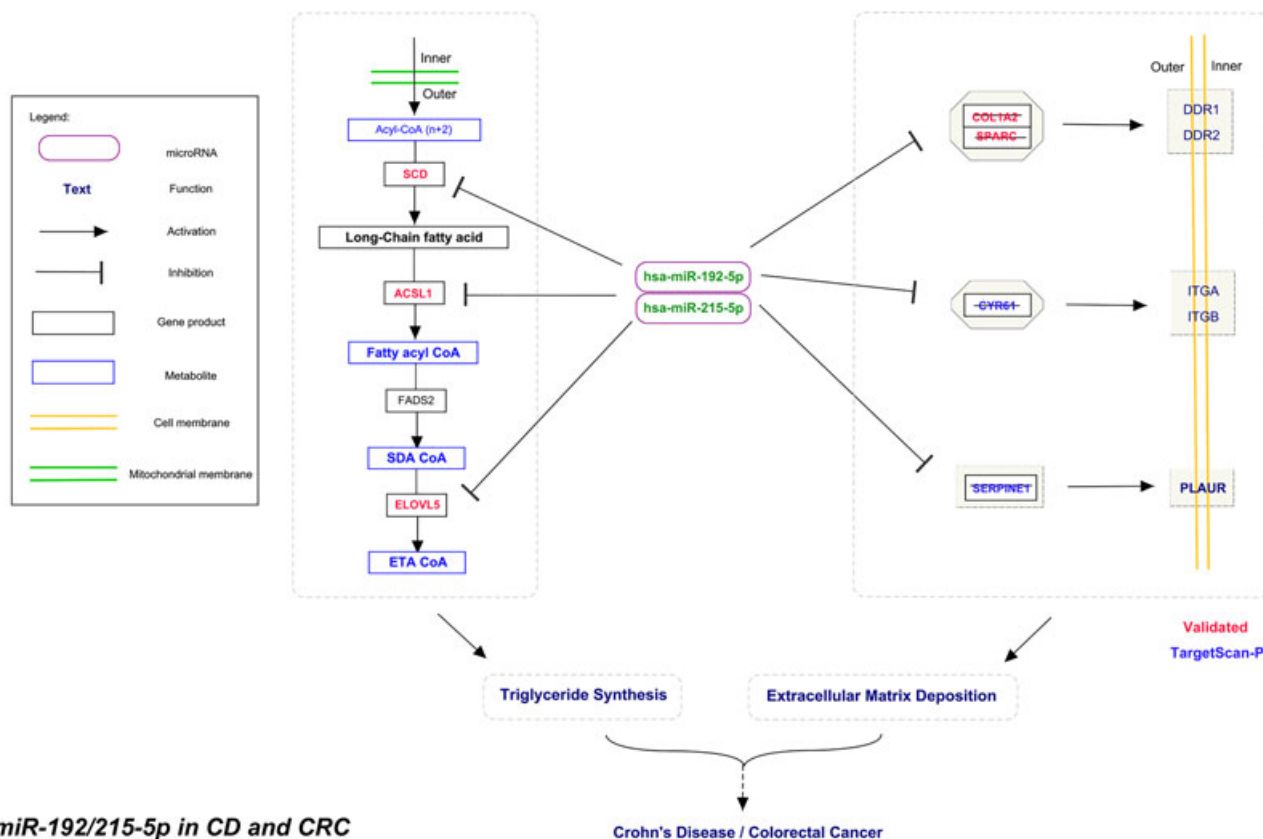 Legend:
microRNA
Text
Function
Activation
Inhibition
Gene product
Metabolite
Cell membrane
Mitochondrial membrane
Inner
Outer
Acyl-CoA (n+2)
SCD
Long-Chain fatty acid
ACSL1
Fatty acyl CoA
FADS2
SDA CoA
ELOVL5
ETA CoA
hsa-miR-192-5p
hsa-miR-215-5p
COL1A2
SPARC
CYR61
SERPINE1
Outer
Inner
DDR1
DDR2
ITGA
ITGB
PLAUR
Validated
TargetScan-P
Triglyceride Synthesis
Extracellular Matrix Deposition
miR-192/215-5p in CD and CRC
Crohn's Disease / Colorectal Cancer